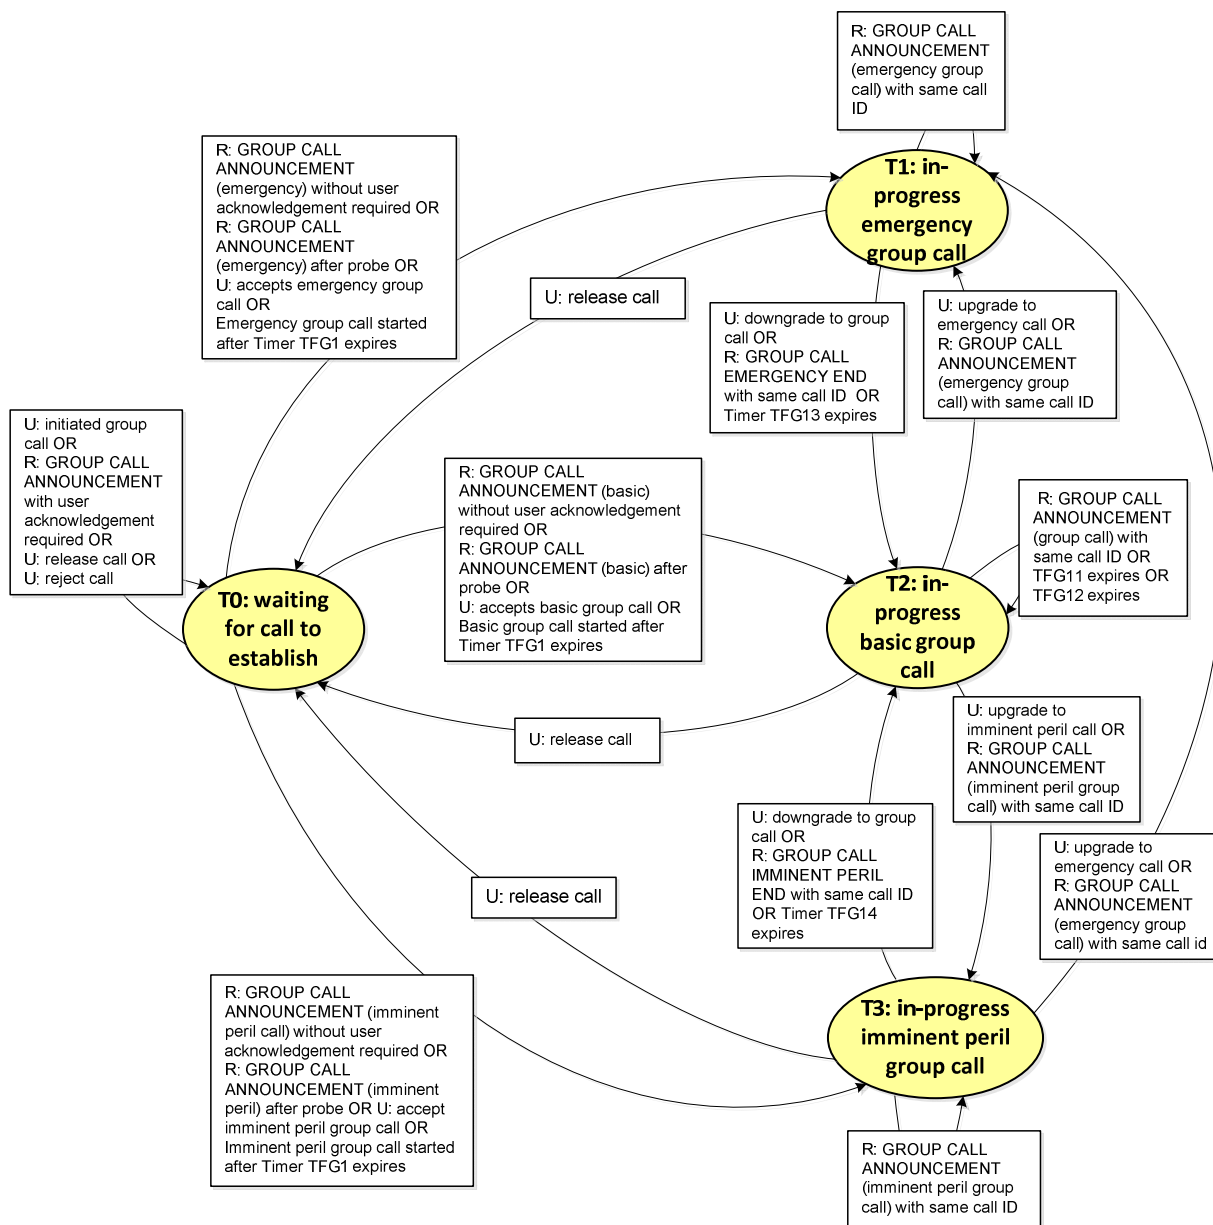 R: GROUP CALL
ANNOUNCEMENT
(emergency group
call) with same call
ID
R: GROUP CALL
ANNOUNCEMENT
(emergency) without user
acknowledgement required OR
R: GROUP CALL
ANNOUNCEMENT
(emergency) after probe OR
U: accepts emergency group
call OR
Emergency group call started
after Timer TFG1 expires
T1: in-
progress
emergency
group call
U: release call
U: downgrade to group
call OR
R: GROUP CALL
EMERGENCY END
with same call ID  OR
Timer TFG13 expires
U: upgrade to
emergency call OR
R: GROUP CALL
ANNOUNCEMENT
(emergency group
call) with same call ID
U: initiated group
call OR
R: GROUP CALL
ANNOUNCEMENT
with user
acknowledgement
required OR
U: release call OR
U: reject call
R: GROUP CALL
ANNOUNCEMENT (basic)
without user acknowledgement
required OR
R: GROUP CALL
ANNOUNCEMENT (basic) after
probe OR
U: accepts basic group call OR
Basic group call started after
Timer TFG1 expires
R: GROUP CALL
ANNOUNCEMENT
(group call) with
same call ID OR
TFG11 expires OR
TFG12 expires
T0: waiting
for call to
establish
T2: in-
progress
basic group
call
U: release call
U: upgrade to
imminent peril call OR
R: GROUP CALL
ANNOUNCEMENT
(imminent peril group
call) with same call ID
U: downgrade to group
call OR
R: GROUP CALL
IMMINENT PERIL
END with same call ID
OR Timer TFG14
expires
U: upgrade to
emergency call OR
R: GROUP CALL
ANNOUNCEMENT
(emergency group
call) with same call id
U: release call
R: GROUP CALL
ANNOUNCEMENT (imminent
peril call) without user
acknowledgement required OR
R: GROUP CALL
ANNOUNCEMENT (imminent
peril) after probe OR U: accept
imminent peril group call OR
Imminent peril group call started
after Timer TFG1 expires
T3: in-progress
imminent peril
group call
R: GROUP CALL
ANNOUNCEMENT
(imminent peril group
call) with same call ID